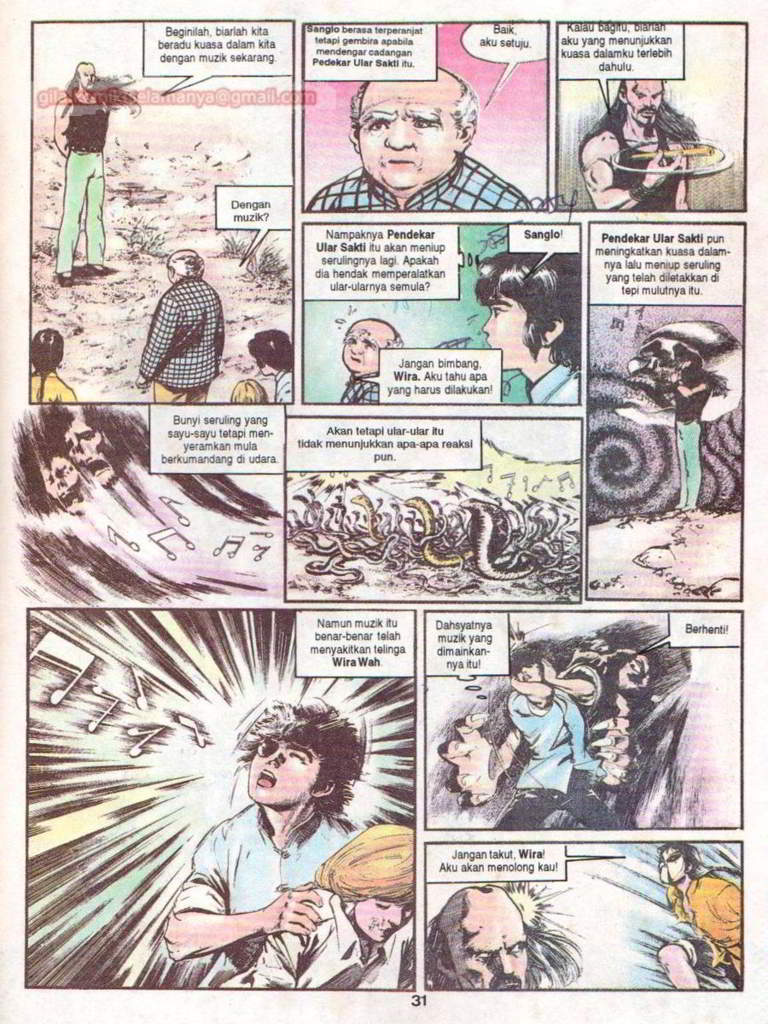 Beginilah, biarlah kita
beradu kuasa dalam kita
dengan muzik sekarang.
Dengan
muzik?
Sanglo berasa terperanjat
tetapi gembira apabila
mendengar cadangan
Pedekar Ular Sakti itu.
Baik,
aku setuju.
Kalau bagitu, biarlah
aku yang menunjukkan
kuasa dalamku terlebih
dahulu.
Nampaknya Pendekar
Ular Sakti itu akan meniup
serulingnya lagi. Apakah
dia hendak memperalatkan
ular-ularnya semula?
Sanglo!
Jangan bimbang,
Wira. Aku tahu apa
yang harus dilakukan!
Pendekar Ular Sakti pun
meningkatkan kuasa dalam-
nya lalu meniup seruling
yang telah diletakkan di
tepi mulutnya itu.
Bunyi seruling yang
sayu-sayu tetapi men-
yeramkan mula
berkumandang di udara.
Akan tetapi ular-ular itu
tidak menunjukkan apa-apa reaksi
pun.
Namun muzik itu
benar-benar telah
menyakitkan telinga
Wira Wah.
Dahsyatnya
muzik yang
dimainkan-
nya itu!
Berhenti!
Jangan takut, Wira!
Aku akan menolong kau!
31